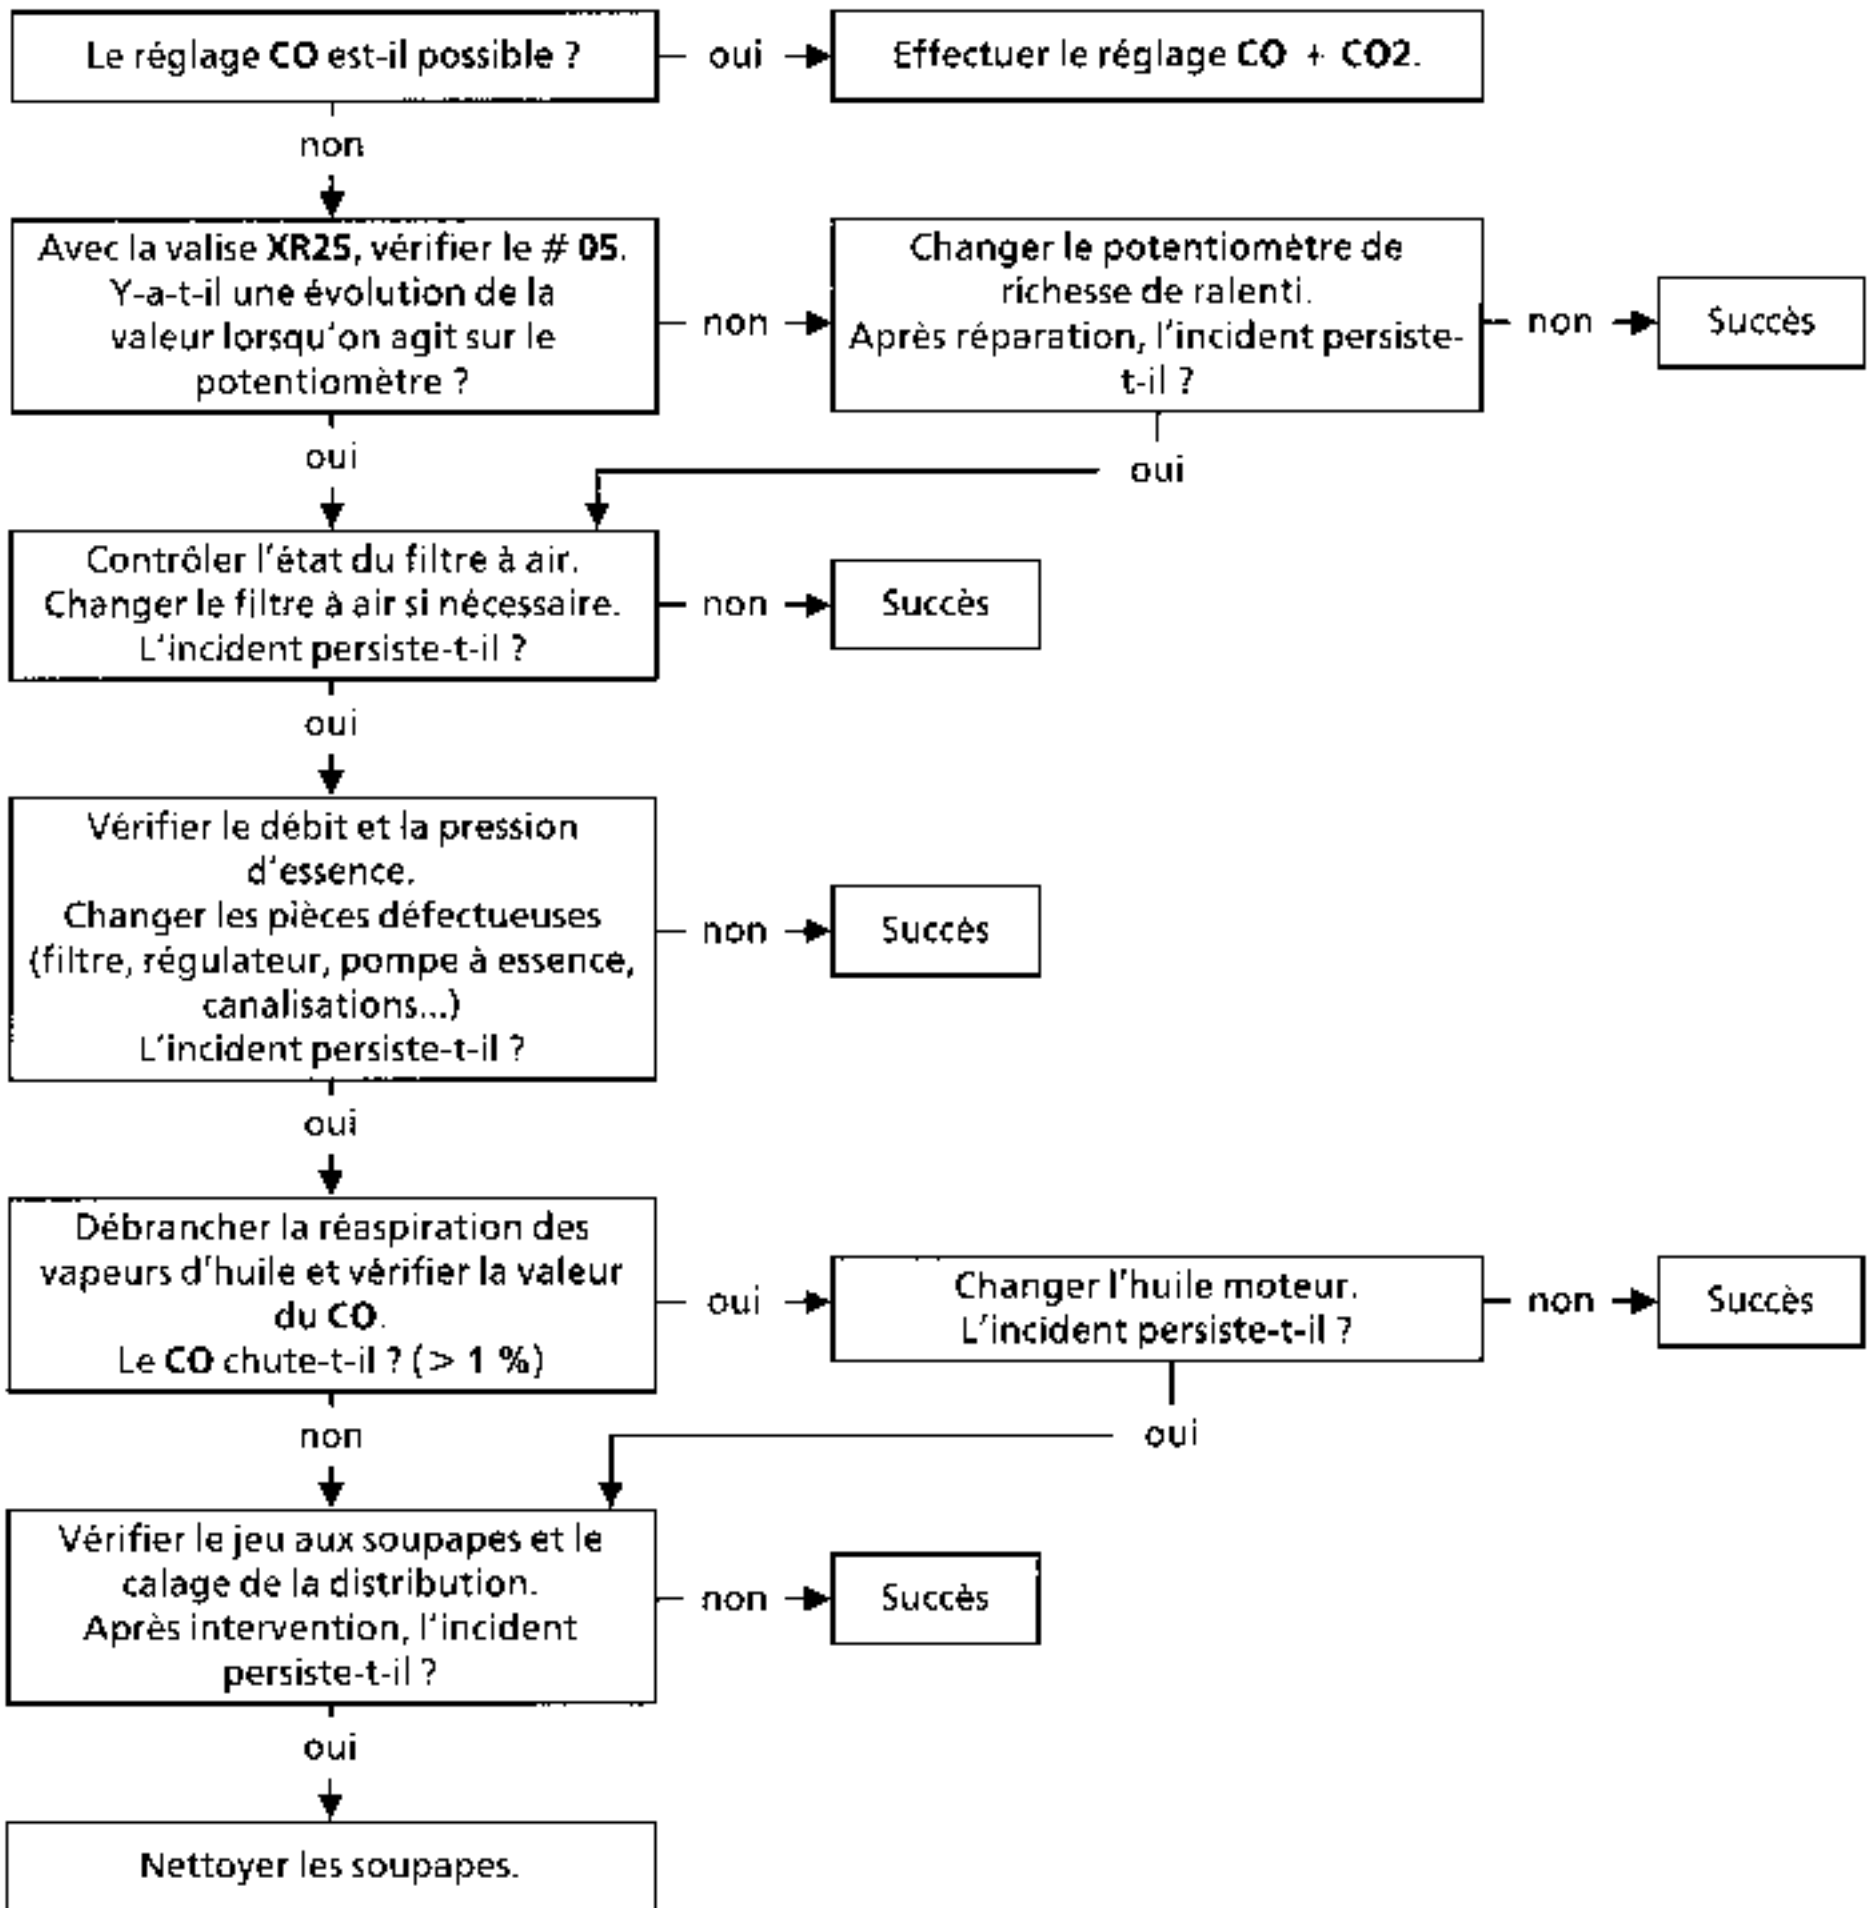 Le réglage CO est-il possible ?
oui
Effectuer le réglage CO + CO2.
non
Avec la valise XR25, vérifier le # 05.
Y-a-t-il une évolution de la
valeur lorsqu'on agit sur le
potentiomètre ?
non
Changer le potentiomètre de
richesse de ralenti.
Après réparation, l'incident persiste-
t-il ?
non
Succès
oui
oui
Contrôler l'état du filtre à air.
Changer le filtre à air si nécessaire.
L'incident persiste-t-il ?
non
Succès
oui
Vérifier le débit et la pression
d'essence.
Changer les pièces défectueuses
(filtre, régulateur, pompe à essence,
canalisations...)
L'incident persiste-t-il ?
non
Succès
oui
Débrancher la réaspiration des
vapeurs d'huile et vérifier la valeur
du CO.
Le CO chute-t-il ? (> 1 %)
oui
Changer l'huile moteur.
L'incident persiste-t-il ?
non
Succès
non
oui
Vérifier le jeu aux soupapes et le
calage de la distribution.
Après intervention, l'incident
persiste-t-il ?
non
Succès
oui
Nettoyer les soupapes.